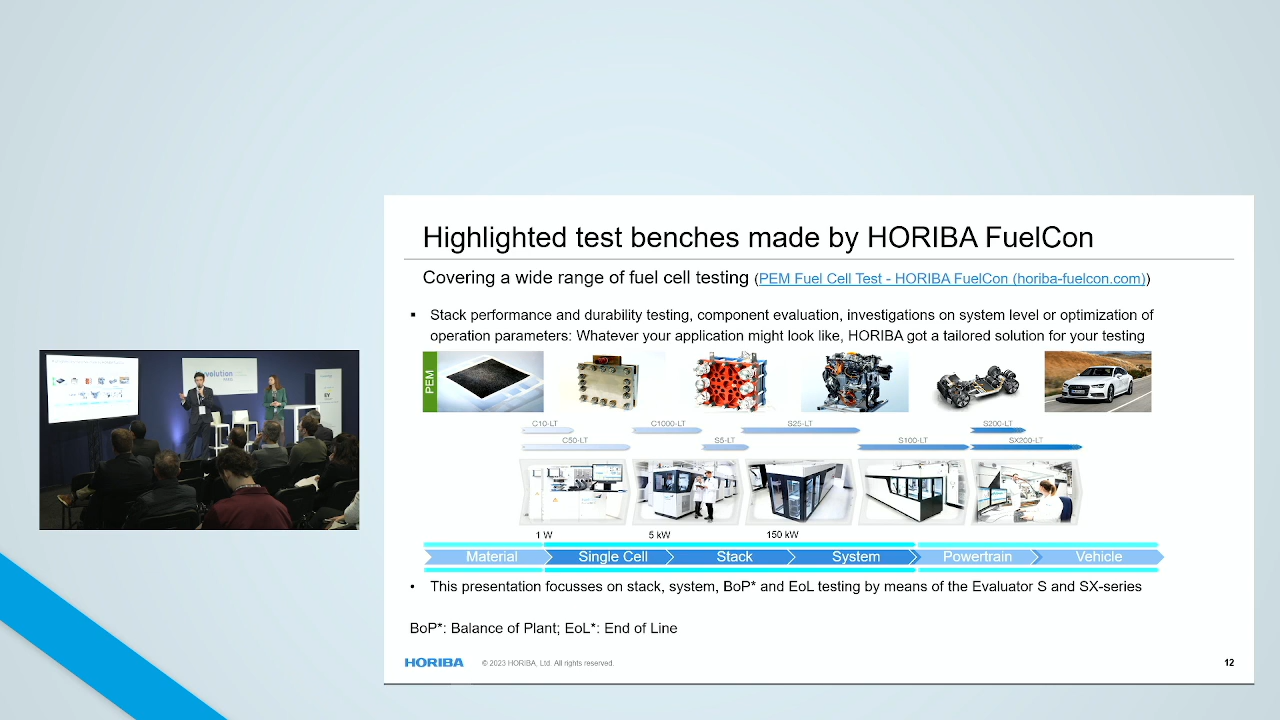 Highlighted test benches made by HORIBA FuelCon
Covering a wide range of fuel cell testing (PEM Fuel Cell Test - HORIBA FuelCon (horiba-fuelcon.com))
▪ Stack performance and durability testing, component evaluation, investigations on system level or optimization of
operation parameters: Whatever your application might look like, HORIBA got a tailored solution for your testing
PEM
C10-LT C1000-LT S25-LT S200-LT
C50-LT S5-LT S100-LT SX200-LT
1 W 5 kW 150 kW
Material Single Cell Stack System Powertrain Vehicle
• This presentation focusses on stack, system, BoP* and EoL testing by means of the Evaluator S and SX-series
BoP*: Balance of Plant; EoL*: End of Line
HORIBA © 2023 HORIBA, Ltd. All rights reserved. 12